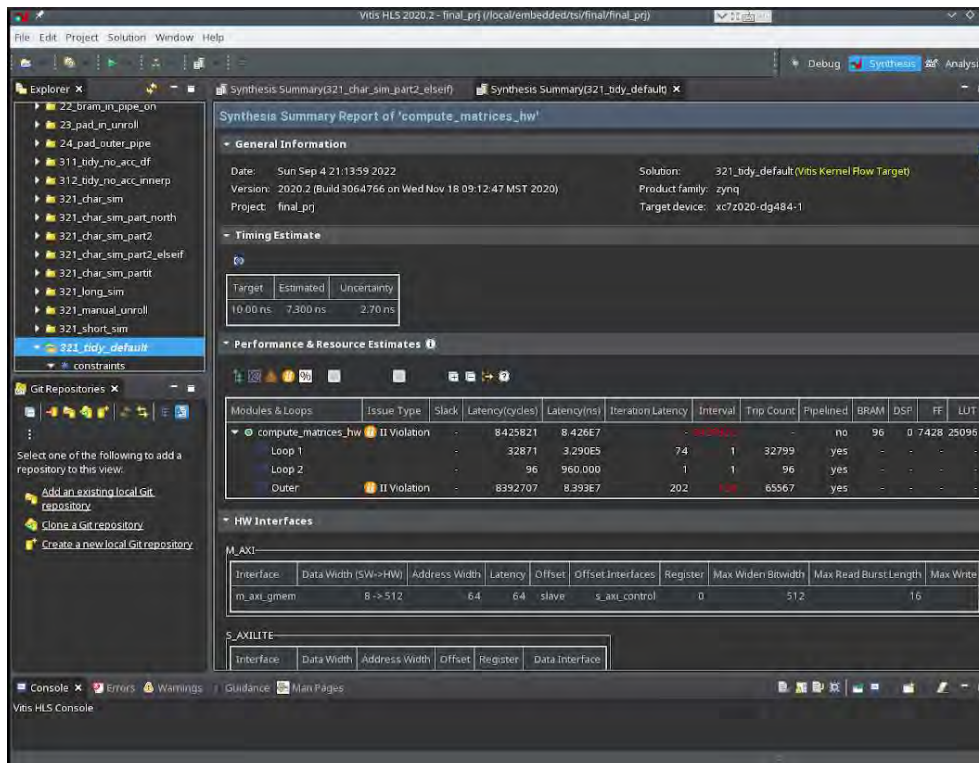 Vitis HLS 2020.2 - final_prj (/local/embedded/tsi/final/final_prj)
File Edit Project Solution Window Help
Debug Synthesis Analysi
Explorer
Synthesis Summary(321_char_sim_part2_elseif) Synthesis Summary(321_tidy_default)
22_bram_in_pipe_on
23_pad_in_unroll
24_pad_outer_pipe
311_tidy_no_acc_df
312_tidy_no_acc_innerp
321_char_sim
321_char_sim_part_north
321_char_sim_part2
321_char_sim_part2_elseif
321_char_sim_partit
321_long_sim
321_manual_unroll
321_short_sim
321_tidy_default
constraints
Git Repositories
Select one of the following to add a
repository to this view:
Add an existing local Git
repository
Clone a Git repository
Create a new local Git repository
Synthesis Summary Report of 'compute_matrices_hw'
General Information
Date: Sun Sep 4 21:13:59 2022 Solution: 321_tidy_default (Vitis Kernel Flow Target)
Version: 2020.2 (Build 3064766 on Wed Nov 18 09:12:47 MST 2020) Product family: zynq
Project: final_prj Target device: xc7z020-clg484-1
Timing Estimate
Target Estimated Uncertainty
10.00 ns 7.300 ns 2.70 ns
Performance & Resource Estimates
%
Modules & Loops Issue Type Slack Latency(cycles) Latency(ns) Iteration Latency Interval Trip Count Pipelined BRAM DSP FF LUT
compute_matrices_hw II Violation - 8425821 8.426E7 - - no 96 0 7428 25096
Loop 1 - 32871 3.290E5 74 1 32799 yes - - - -
Loop 2 - 96 960.000 1 1 96 yes - - - -
Outer II Violation - 8392707 8.393E7 202 65567 yes - - - -
HW Interfaces
M_AXI
Interface Data Width (SW->HW) Address Width Latency Offset Offset Interfaces Register Max Widen Bitwidth Max Read Burst Length Max Write
m_axi_gmem 8 -> 512 64 64 slave s_axi_control 0 512 16
S_AXILITE
Interface Data Width Address Width Offset Register Data Interface
Console Errors Warnings Guidance Man Pages
Vitis HLS Console